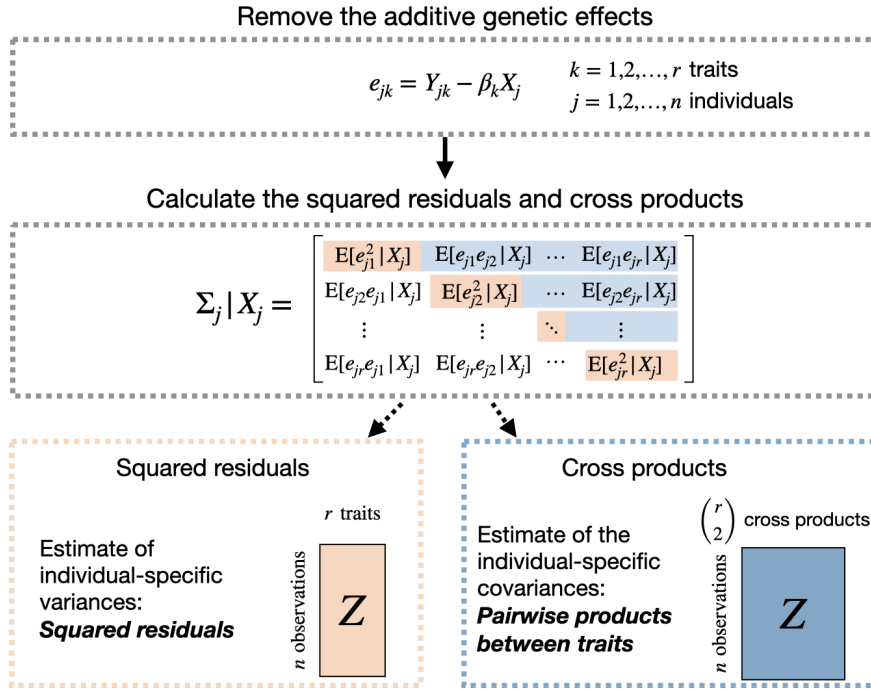 Remove the additive genetic effects
e_{jk} = Y_{jk} − β_k X_j
k = 1,2,…, r traits
j = 1,2,…, n individuals
Calculate the squared residuals and cross products
Σ_j | X_j =
E[e_{j1}^2 | X_j] E[e_{j1}e_{j2} | X_j] ⋯ E[e_{j1}e_{jr} | X_j]
E[e_{j2}e_{j1} | X_j] E[e_{j2}^2 | X_j] ⋯ E[e_{j2}e_{jr} | X_j]
⋮ ⋮ ⋱ ⋮
E[e_{jr}e_{j1} | X_j] E[e_{jr}e_{j2} | X_j] ⋯ E[e_{jr}^2 | X_j]
Squared residuals
r traits
Estimate of
individual-specific
variances:
Squared residuals
n observations
Z
Cross products
(r 2) cross products
Estimate of the
individual-specific
covariances:
Pairwise products
between traits
n observations
Z